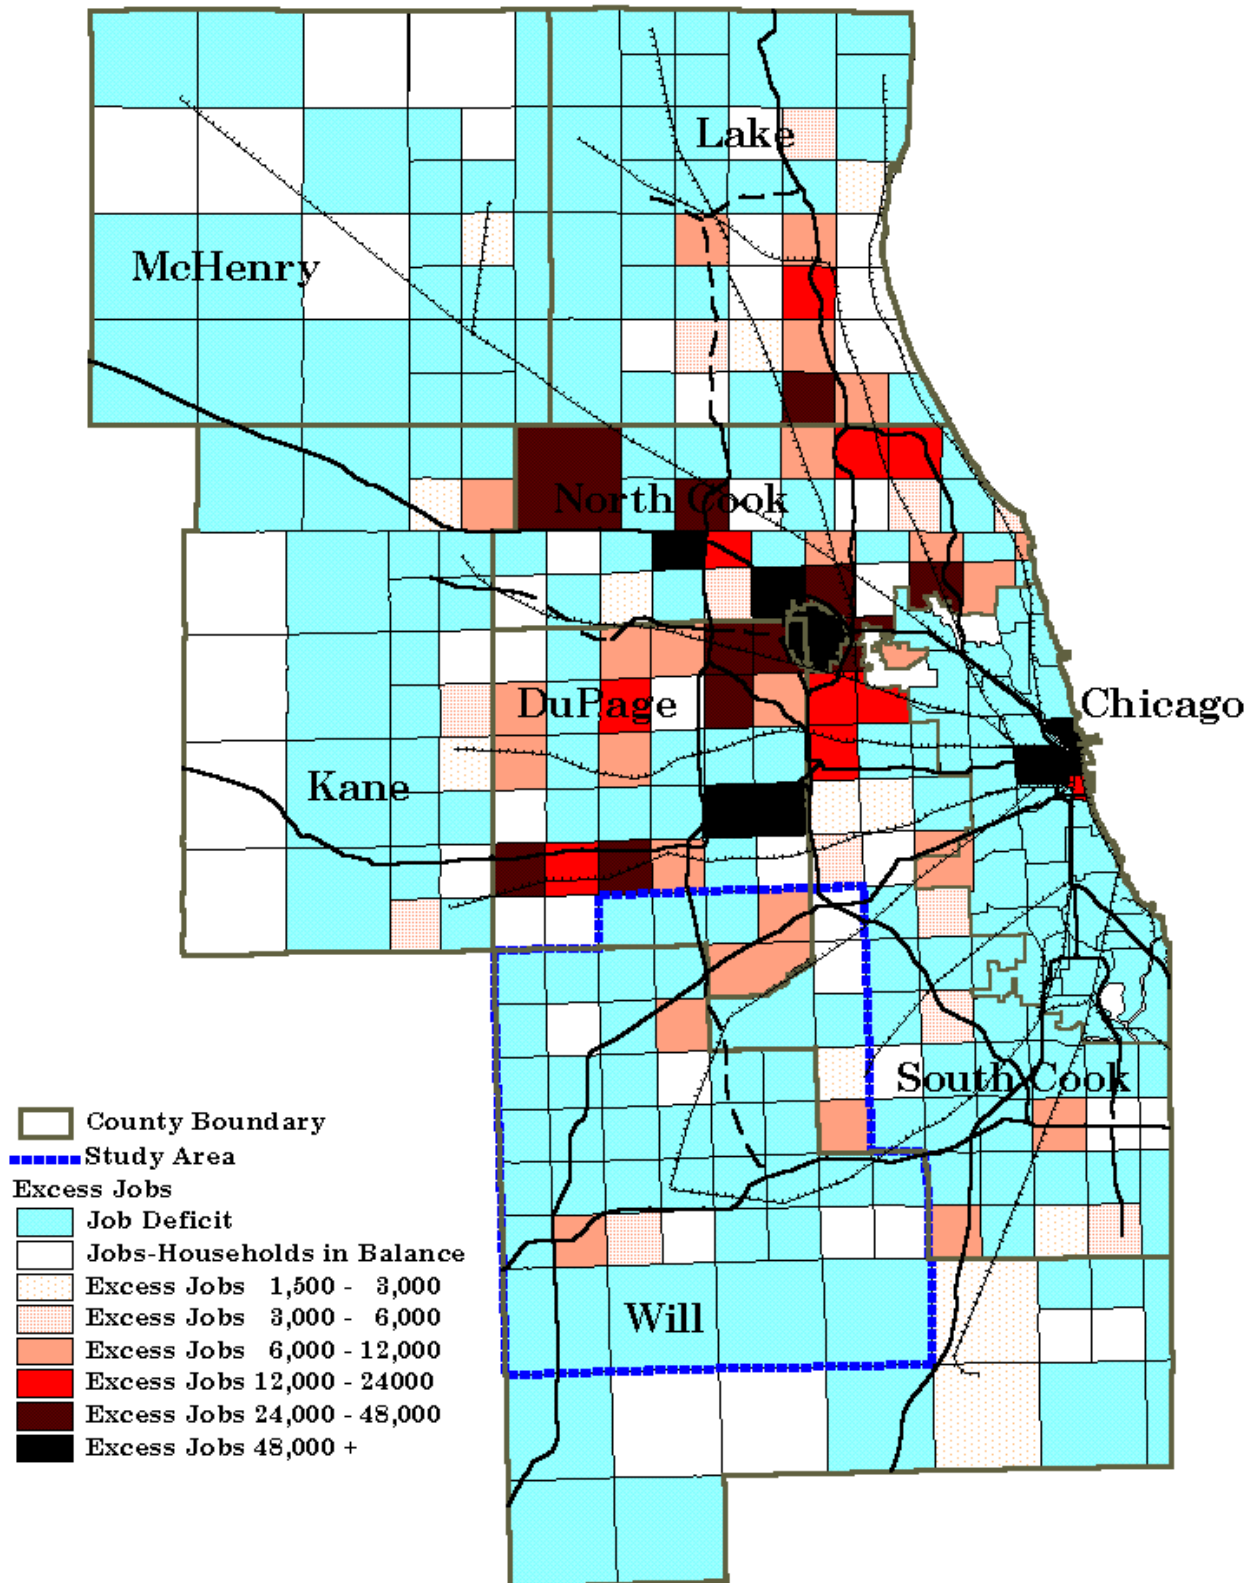 Lake
McHenry
North Cook
Chicago
DuPage
Kane
South Cook
Will
County Boundary
Study Area
Excess Jobs
Job Deficit
Jobs-Households in Balance
Excess Jobs 1,500 - 3,000
Excess Jobs 3,000 - 6,000
Excess Jobs 6,000 - 12,000
Excess Jobs 12,000 - 24000
Excess Jobs 24,000 - 48,000
Excess Jobs 48,000 +